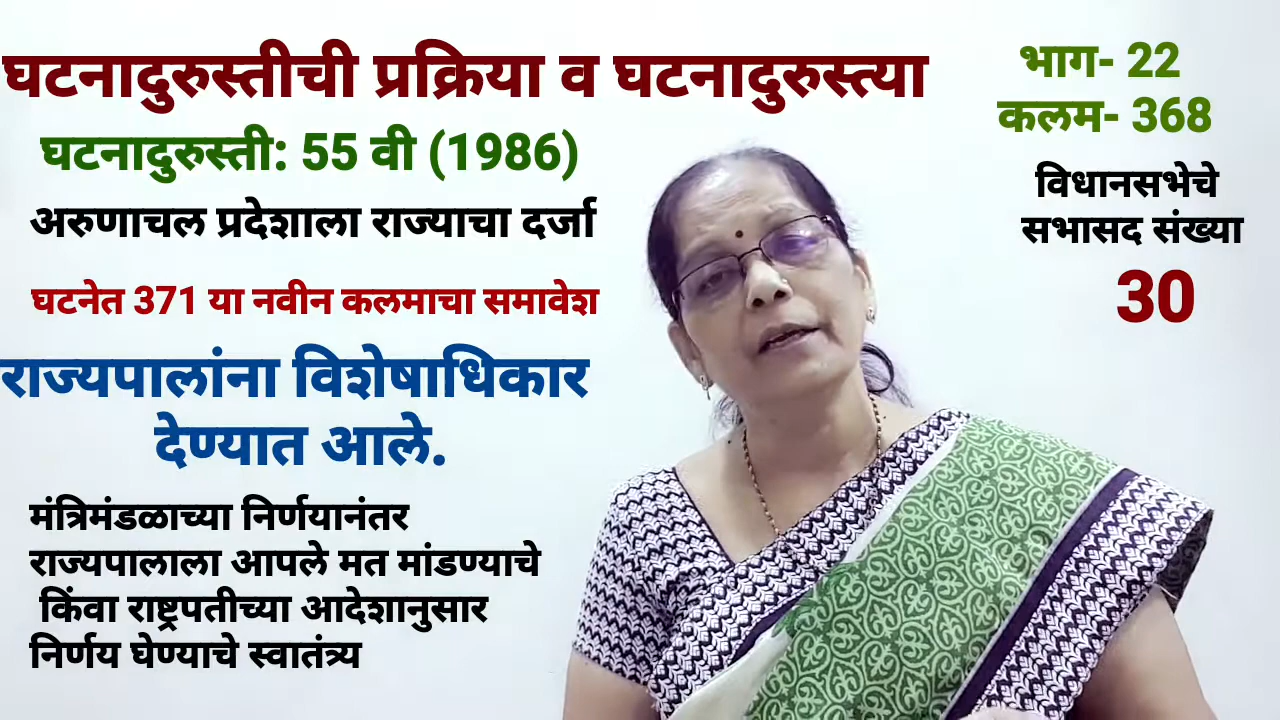 घटनादुरुस्तीची प्रक्रिया व घटनादुरुस्त्या
भाग- 22
कलम- 368
घटनादुरुस्ती: 55 वी (1986)
अरुणाचल प्रदेशाला राज्याचा दर्जा
विधानसभेचे
सभासद संख्या
30
घटनेत 371 या नवीन कलमाचा समावेश
राज्यपालांना विशेषाधिकार
देण्यात आले.
मंत्रिमंडळाच्या निर्णयानंतर
राज्यपालाला आपले मत मांडण्याचे
किंवा राष्ट्रपतीच्या आदेशानुसार
निर्णय घेण्याचे स्वातंत्र्य